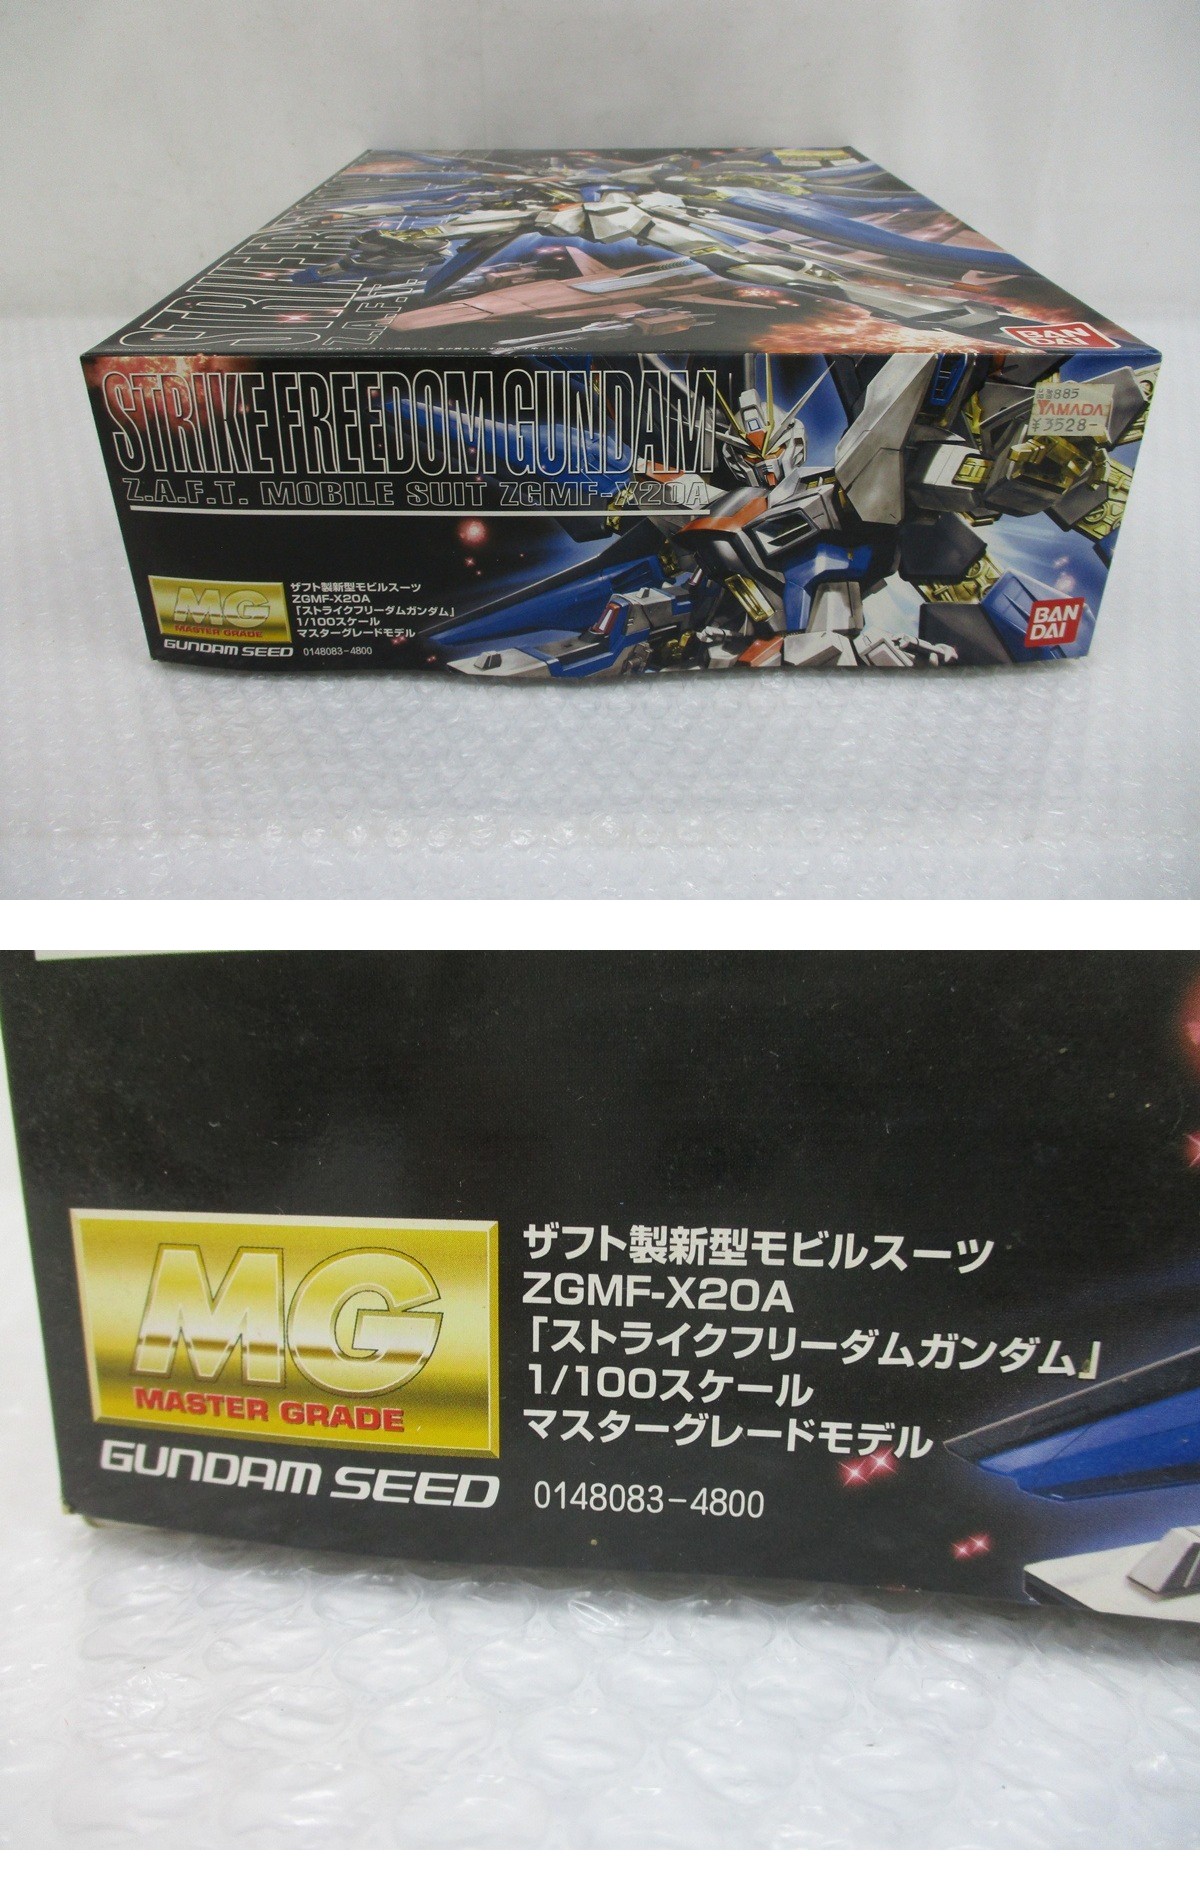 STRIKE FREEDOM GUNDAM
Z.A.F.T.
BAN
DAI
STRIKE FREEDOM GUNDAM
Z.A.F.T. MOBILE SUIT ZGMF-X20A
885
YAMADA
¥3528-
MG
MASTER GRADE
GUNDAM SEED
ザフト製新型モビルスーツ
ZGMF-X20A
「ストライクフリーダムガンダム」
1/100スケール
マスターグレードモデル
0148083-4800
BAN
DAI
MG
MASTER GRADE
GUNDAM SEED
ザフト製新型モビルスーツ
ZGMF-X20A
「ストライクフリーダムガンダム」
1/100スケール
マスターグレードモデル
0148083-4800